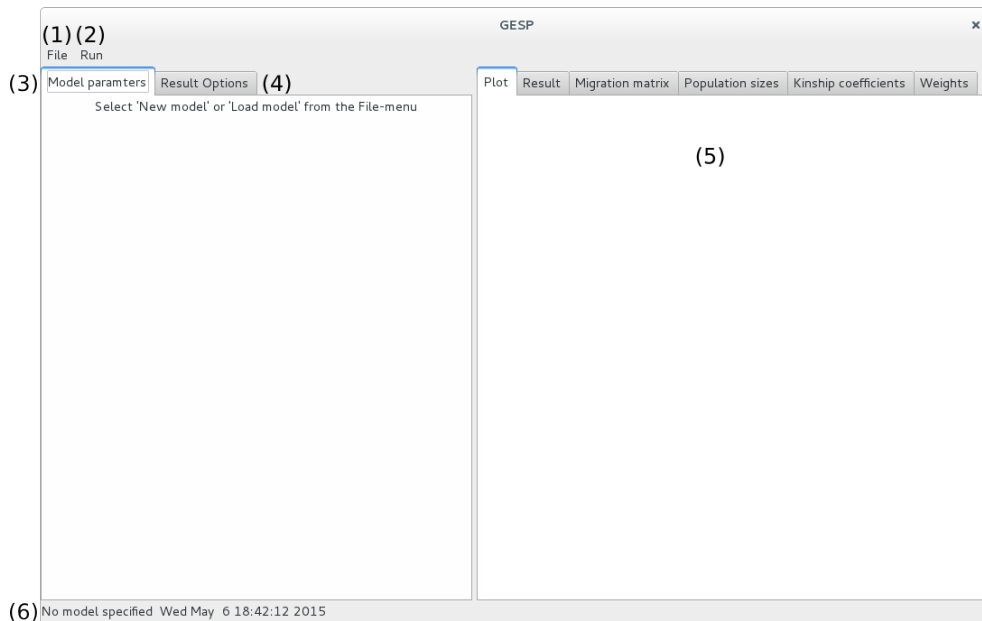 GESP ×
(1) (2)
File Run
(3) Model paramters Result Options (4) Plot Result Migration matrix Population sizes Kinship coefficients Weights
Select 'New model' or 'Load model' from the File-menu
(5)
(6) No model specified Wed May 6 18:42:12 2015